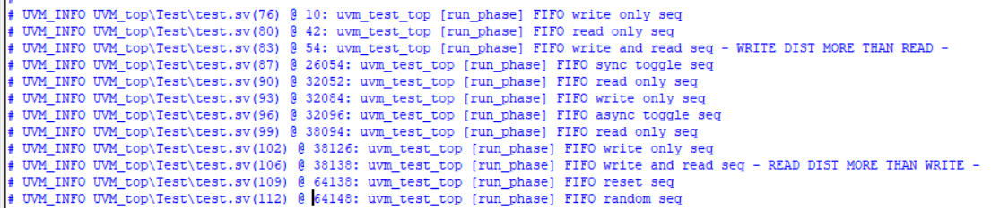 # UVM_INFO UVM_top\Test\test.sv(76) @ 10: uvm_test_top [run_phase] FIFO write only seq
# UVM_INFO UVM_top\Test\test.sv(80) @ 42: uvm_test_top [run_phase] FIFO read only seq
# UVM_INFO UVM_top\Test\test.sv(83) @ 54: uvm_test_top [run_phase] FIFO write and read seq - WRITE DIST MORE THAN READ -
# UVM_INFO UVM_top\Test\test.sv(87) @ 26054: uvm_test_top [run_phase] FIFO sync toggle seq
# UVM_INFO UVM_top\Test\test.sv(90) @ 32052: uvm_test_top [run_phase] FIFO read only seq
# UVM_INFO UVM_top\Test\test.sv(93) @ 32084: uvm_test_top [run_phase] FIFO write only seq
# UVM_INFO UVM_top\Test\test.sv(96) @ 32096: uvm_test_top [run_phase] FIFO async toggle seq
# UVM_INFO UVM_top\Test\test.sv(99) @ 38094: uvm_test_top [run_phase] FIFO read only seq
# UVM_INFO UVM_top\Test\test.sv(102) @ 38126: uvm_test_top [run_phase] FIFO write only seq
# UVM_INFO UVM_top\Test\test.sv(106) @ 38138: uvm_test_top [run_phase] FIFO write and read seq - READ DIST MORE THAN WRITE -
# UVM_INFO UVM_top\Test\test.sv(109) @ 64138: uvm_test_top [run_phase] FIFO reset seq
# UVM_INFO UVM_top\Test\test.sv(112) @ 64148: uvm_test_top [run_phase] FIFO random seq